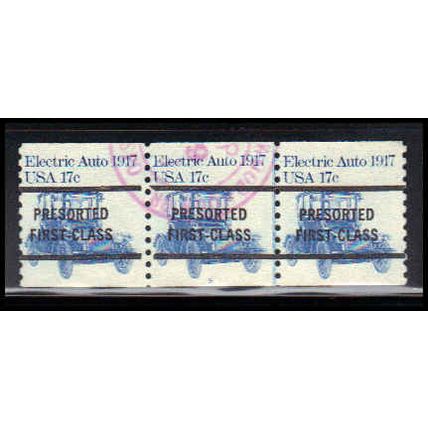 Electric Auto 1917
USA 17c
PRESORTED
FIRST-CLASS
Electric Auto 1917
USA 17c
PRESORTED
FIRST-CLASS
Electric Auto 1917
USA 17c
PRESORTED
FIRST-CLASS